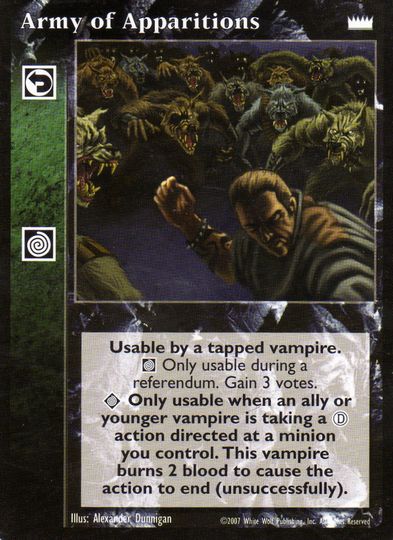 Army of Apparitions
Usable by a tapped vampire.
Only usable during a
referendum. Gain 3 votes.
Only usable when an ally or
younger vampire is taking a Ⓓ
action directed at a minion
you control. This vampire
burns 2 blood to cause the
action to end (unsuccessfully).
Illus: Alexander Dunnigan
©2007 White Wolf Publishing, Inc. All Rights Reserved